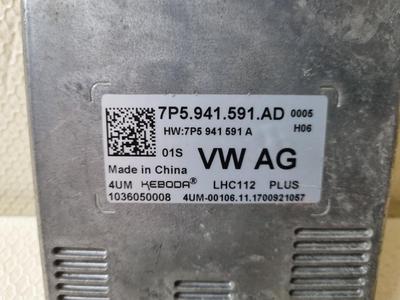 7P5.941.591.AD 0005
HW:7P5 941 591 A H06
01S VW AG
Made in China
4UM KEBODA® LHC112 PLUS
1036050008 4UM-00106.11.1700921057